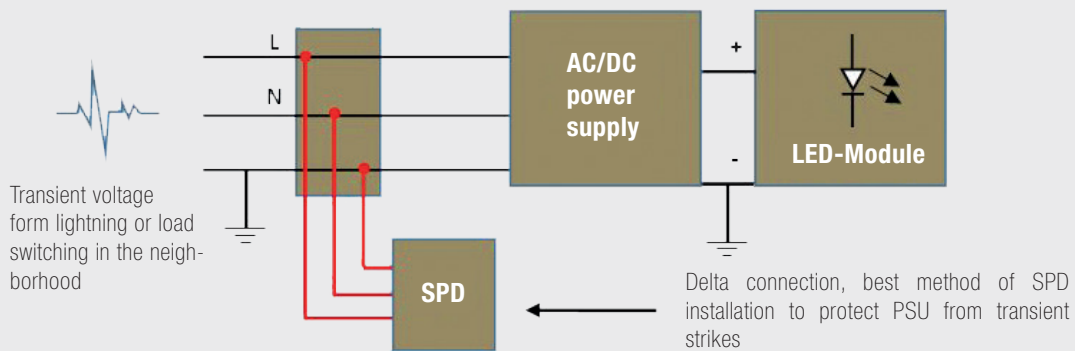 L
N
AC/DC
power
supply
+
-
LED-Module
Transient voltage
form lightning or load
switching in the neigh-
borhood
SPD
Delta connection, best method of SPD
installation to protect PSU from transient
strikes